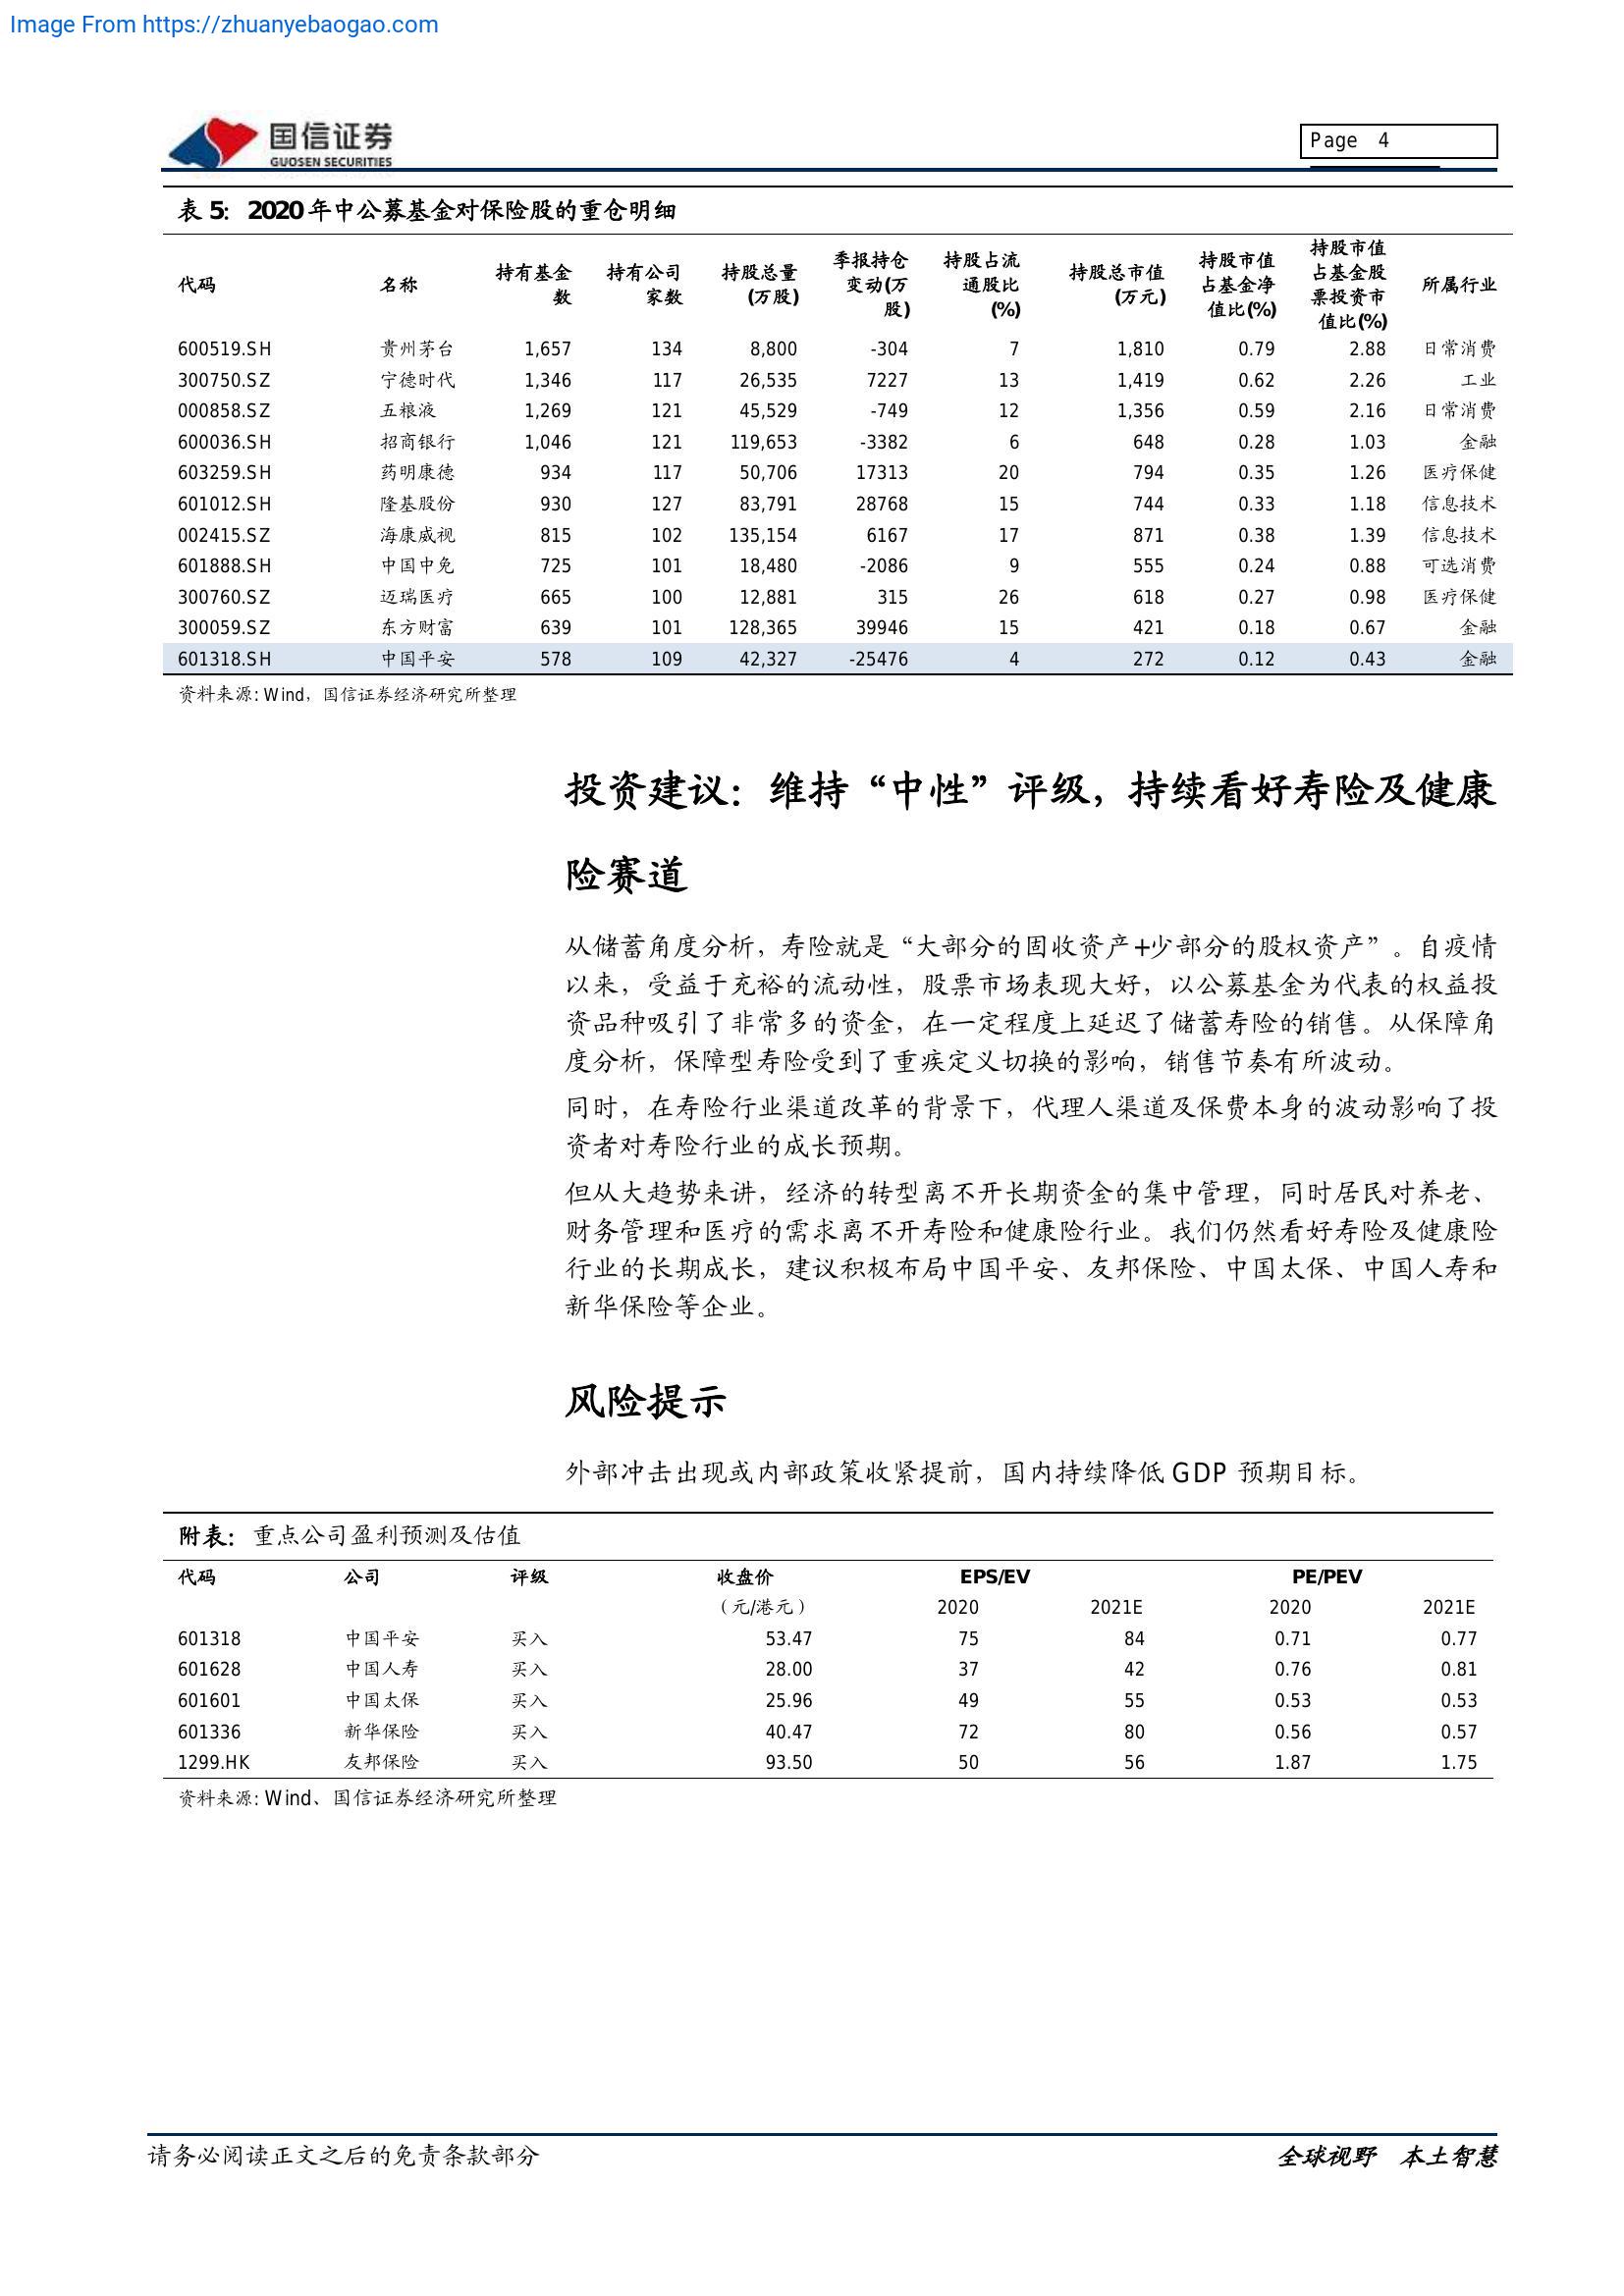 Image From https://zhuanyebaogao.com
国信证券
GUOSEN SECURITIES
Page 4
表 5：2020 年中公募基金对保险股的重仓明细
代码 名称 持有基金数 持有公司家数 持股总量(万股) 季报持仓变动(万股) 持股占流通股比(%) 持股总市值(万元) 持股市值占基金净值比(%) 持股市值占基金股票投资市值比(%) 所属行业
600519.SH 贵州茅台 1,657 134 8,800 -304 7 1,810 0.79 2.88 日常消费
300750.SZ 宁德时代 1,346 117 26,535 7227 13 1,419 0.62 2.26 工业
000858.SZ 五粮液 1,269 121 45,529 -749 12 1,356 0.59 2.16 日常消费
600036.SH 招商银行 1,046 121 119,653 -3382 6 648 0.28 1.03 金融
603259.SH 药明康德 934 117 50,706 17313 20 794 0.35 1.26 医疗保健
601012.SH 隆基股份 930 127 83,791 28768 15 744 0.33 1.18 信息技术
002415.SZ 海康威视 815 102 135,154 6167 17 871 0.38 1.39 信息技术
601888.SH 中国中免 725 101 18,480 -2086 9 555 0.24 0.88 可选消费
300760.SZ 迈瑞医疗 665 100 12,881 315 26 618 0.27 0.98 医疗保健
300059.SZ 东方财富 639 101 128,365 39946 15 421 0.18 0.67 金融
601318.SH 中国平安 578 109 42,327 -25476 4 272 0.12 0.43 金融
资料来源: Wind，国信证券经济研究所整理
投资建议：维持“中性”评级，持续看好寿险及健康
险赛道
从储蓄角度分析，寿险就是“大部分的固收资产+少部分的股权资产”。自疫情
以来，受益于充裕的流动性，股票市场表现大好，以公募基金为代表的权益投
资品种吸引了非常多的资金，在一定程度上延迟了储蓄寿险的销售。从保障角
度分析，保障型寿险受到了重疾定义切换的影响，销售节奏有所波动。
同时，在寿险行业渠道改革的背景下，代理人渠道及保费本身的波动影响了投
资者对寿险行业的成长预期。
但从大趋势来讲，经济的转型离不开长期资金的集中管理，同时居民对养老、
财务管理和医疗的需求离不开寿险和健康险行业。我们仍然看好寿险及健康险
行业的长期成长，建议积极布局中国平安、友邦保险、中国太保、中国人寿和
新华保险等企业。
风险提示
外部冲击出现或内部政策收紧提前，国内持续降低 GDP 预期目标。
附表：重点公司盈利预测及估值
代码 公司 评级 收盘价 EPS/EV PE/PEV
（元/港元） 2020 2021E 2020 2021E
601318 中国平安 买入 53.47 75 84 0.71 0.77
601628 中国人寿 买入 28.00 37 42 0.76 0.81
601601 中国太保 买入 25.96 49 55 0.53 0.53
601336 新华保险 买入 40.47 72 80 0.56 0.57
1299.HK 友邦保险 买入 93.50 50 56 1.87 1.75
资料来源: Wind、国信证券经济研究所整理
请务必阅读正文之后的免责条款部分 全球视野 本土智慧